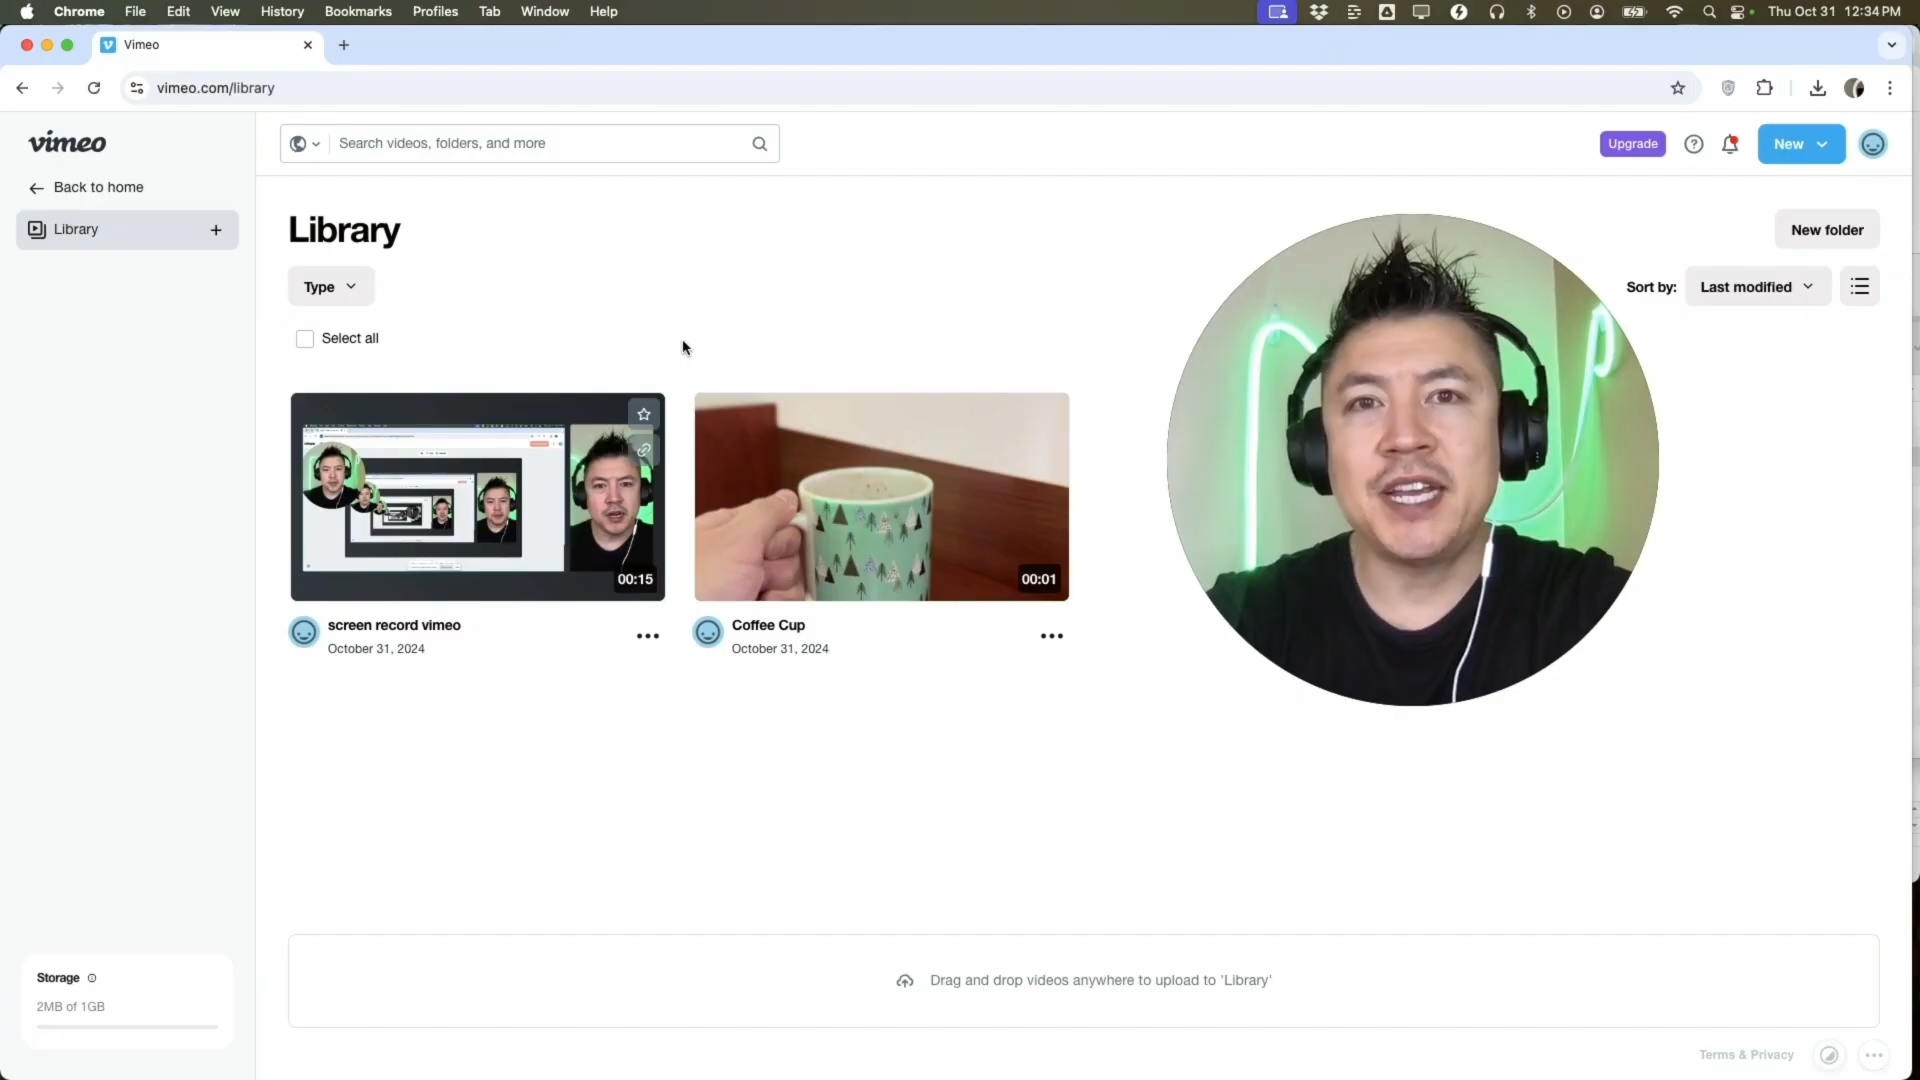 Chrome File Edit View History Bookmarks Profiles Tab Window Help
Thu Oct 31 12:34 PM
Vimeo
vimeo.com/library
vimeo
Search videos, folders, and more
Upgrade
New
Back to home
Library
Library
New folder
Type
Sort by: Last modified
Select all
00:15
00:01
screen record vimeo
October 31, 2024
Coffee Cup
October 31, 2024
Drag and drop videos anywhere to upload to 'Library'
Storage
2MB of 1GB
Terms & Privacy